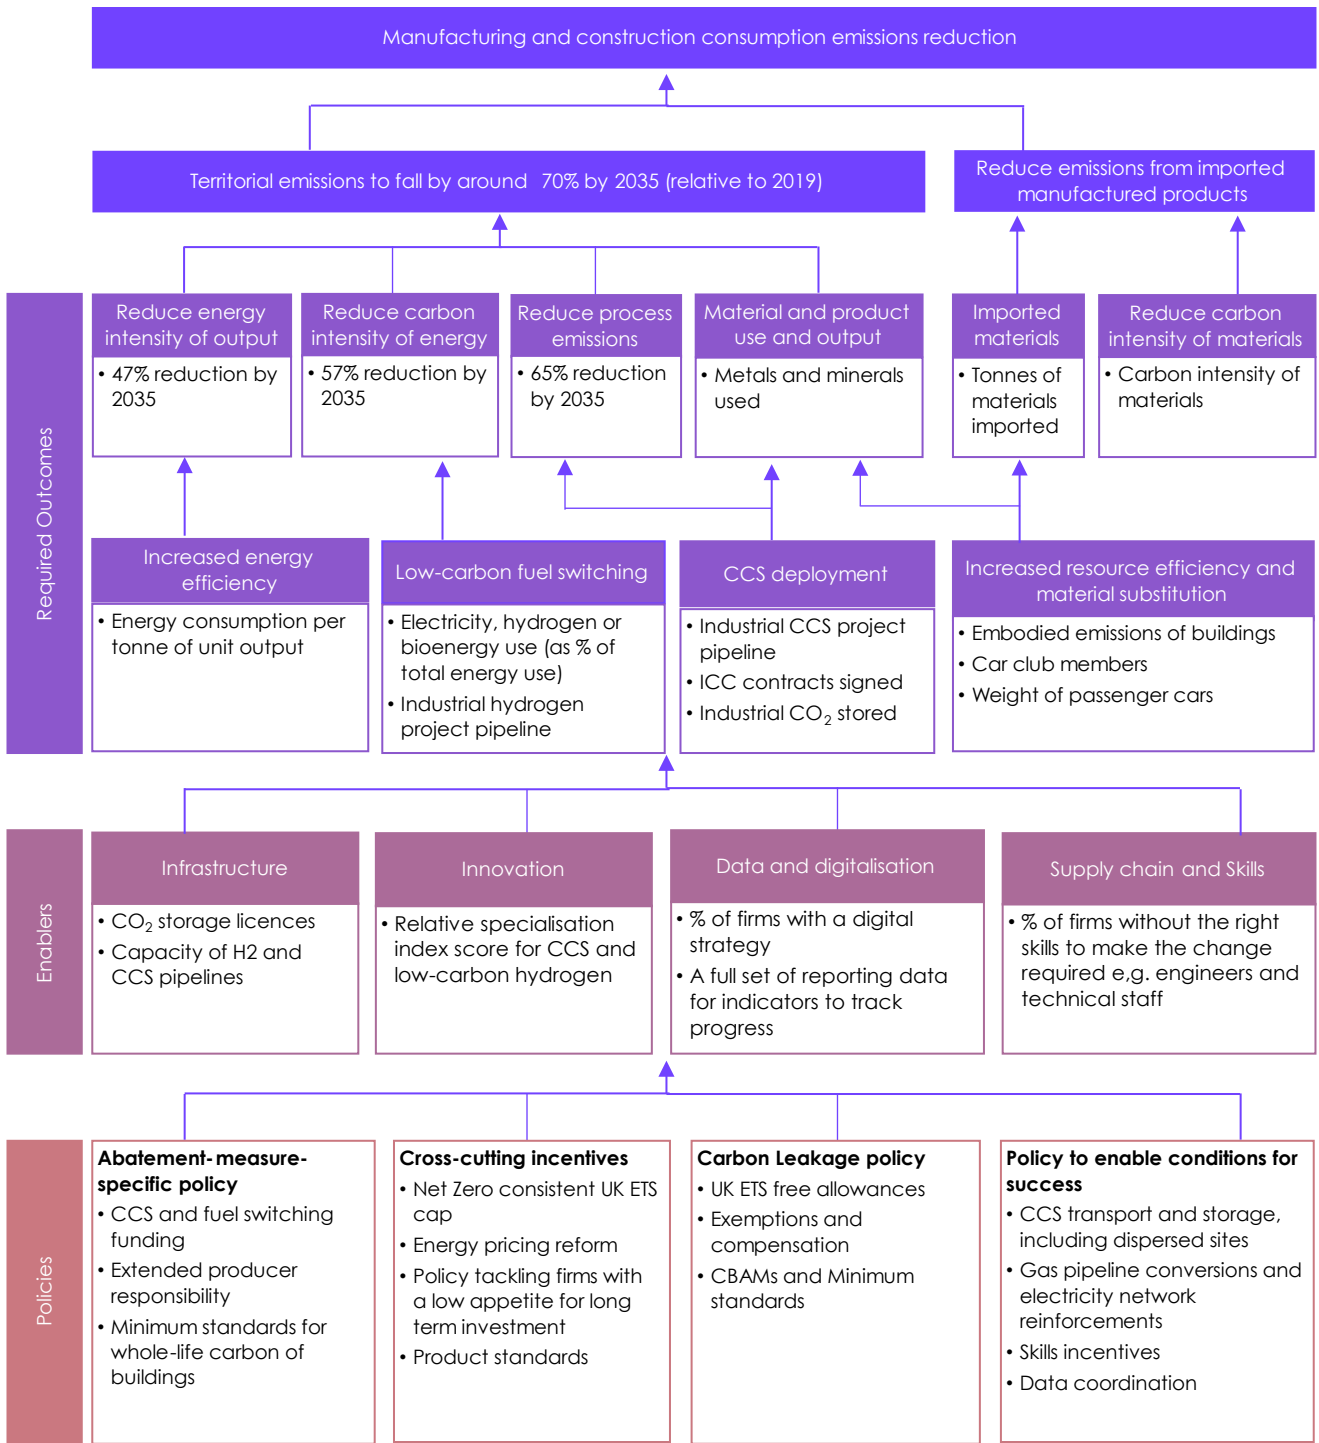 Manufacturing and construction consumption emissions reduction
Territorial emissions to fall by around 70% by 2035 (relative to 2019)
Reduce emissions from imported
manufactured products
Required Outcomes
Reduce energy
intensity of output
• 47% reduction by
2035
Reduce carbon
intensity of energy
• 57% reduction by
2035
Reduce process
emissions
• 65% reduction
by 2035
Material and product
use and output
• Metals and minerals
used
Imported
materials
• Tonnes of
materials
imported
Reduce carbon
intensity of materials
• Carbon intensity of
materials
Increased energy
efficiency
• Energy consumption per
tonne of unit output
Low-carbon fuel switching
• Electricity, hydrogen or
bioenergy use (as % of
total energy use)
• Industrial hydrogen
project pipeline
CCS deployment
• Industrial CCS project
pipeline
• ICC contracts signed
• Industrial CO2 stored
Increased resource efficiency and
material substitution
• Embodied emissions of buildings
• Car club members
• Weight of passenger cars
Enablers
Infrastructure
• CO2 storage licences
• Capacity of H2 and
CCS pipelines
Innovation
• Relative specialisation
index score for CCS and
low-carbon hydrogen
Data and digitalisation
• % of firms with a digital
strategy
• A full set of reporting data
for indicators to track
progress
Supply chain and Skills
• % of firms without the right
skills to make the change
required e,g. engineers and
technical staff
Policies
Abatement-measure-
specific policy
• CCS and fuel switching
funding
• Extended producer
responsibility
• Minimum standards for
whole-life carbon of
buildings
Cross-cutting incentives
• Net Zero consistent UK ETS
cap
• Energy pricing reform
• Policy tackling firms with
a low appetite for long
term investment
• Product standards
Carbon Leakage policy
• UK ETS free allowances
• Exemptions and
compensation
• CBAMs and Minimum
standards
Policy to enable conditions for
success
• CCS transport and storage,
including dispersed sites
• Gas pipeline conversions and
electricity network
reinforcements
• Skills incentives
• Data coordination